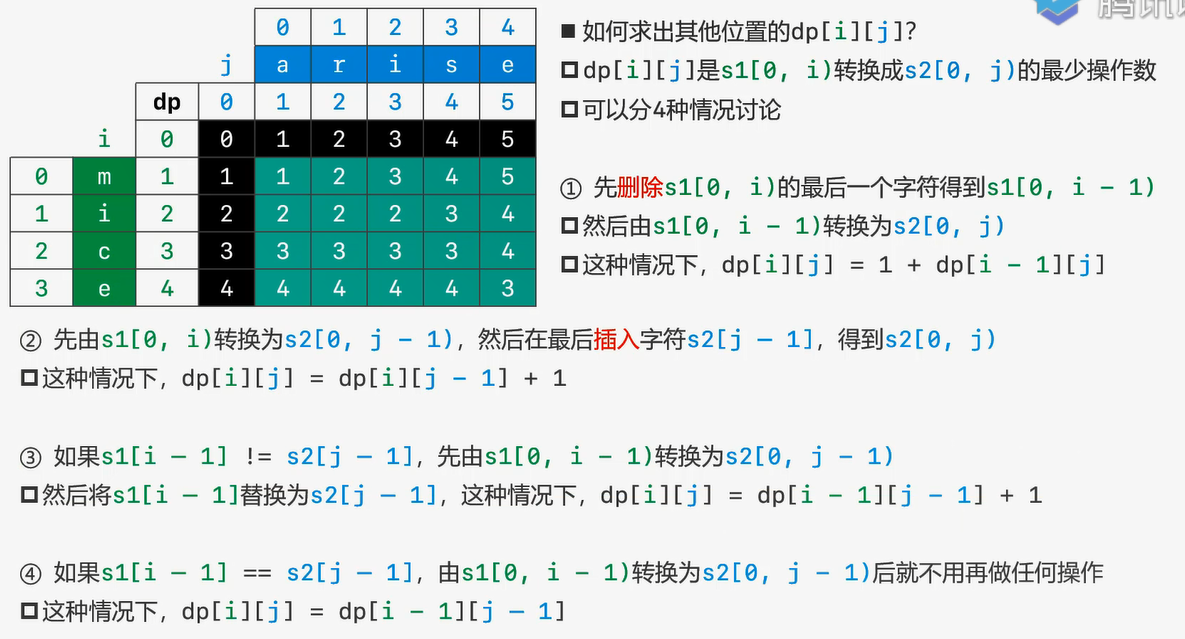 0 1 2 3 4
j a r i s e
dp 0 1 2 3 4 5
i 0 0 1 2 3 4 5
0 m 1 1 1 2 3 4 5
1 i 2 2 2 2 2 3 4
2 c 3 3 3 3 3 3 4
3 e 4 4 4 4 4 4 3
■ 如何求出其他位置的dp[i][j]?
dp[i][j]是s1[0, i)转换成s2[0, j)的最少操作数
可以分4种情况讨论
① 先删除s1[0, i)的最后一个字符得到s1[0, i - 1)
然后由s1[0, i - 1)转换为s2[0, j)
这种情况下，dp[i][j] = 1 + dp[i - 1][j]
② 先由s1[0, i)转换为s2[0, j - 1)，然后在最后插入字符s2[j - 1]，得到s2[0, j)
这种情况下，dp[i][j] = dp[i][j - 1] + 1
③ 如果s1[i - 1] != s2[j - 1]，先由s1[0, i - 1)转换为s2[0, j - 1)
然后将s1[i - 1]替换为s2[j - 1]，这种情况下，dp[i][j] = dp[i - 1][j - 1] + 1
④ 如果s1[i - 1] == s2[j - 1]，由s1[0, i - 1)转换为s2[0, j - 1)后就不用再做任何操作
这种情况下，dp[i][j] = dp[i - 1][j - 1]